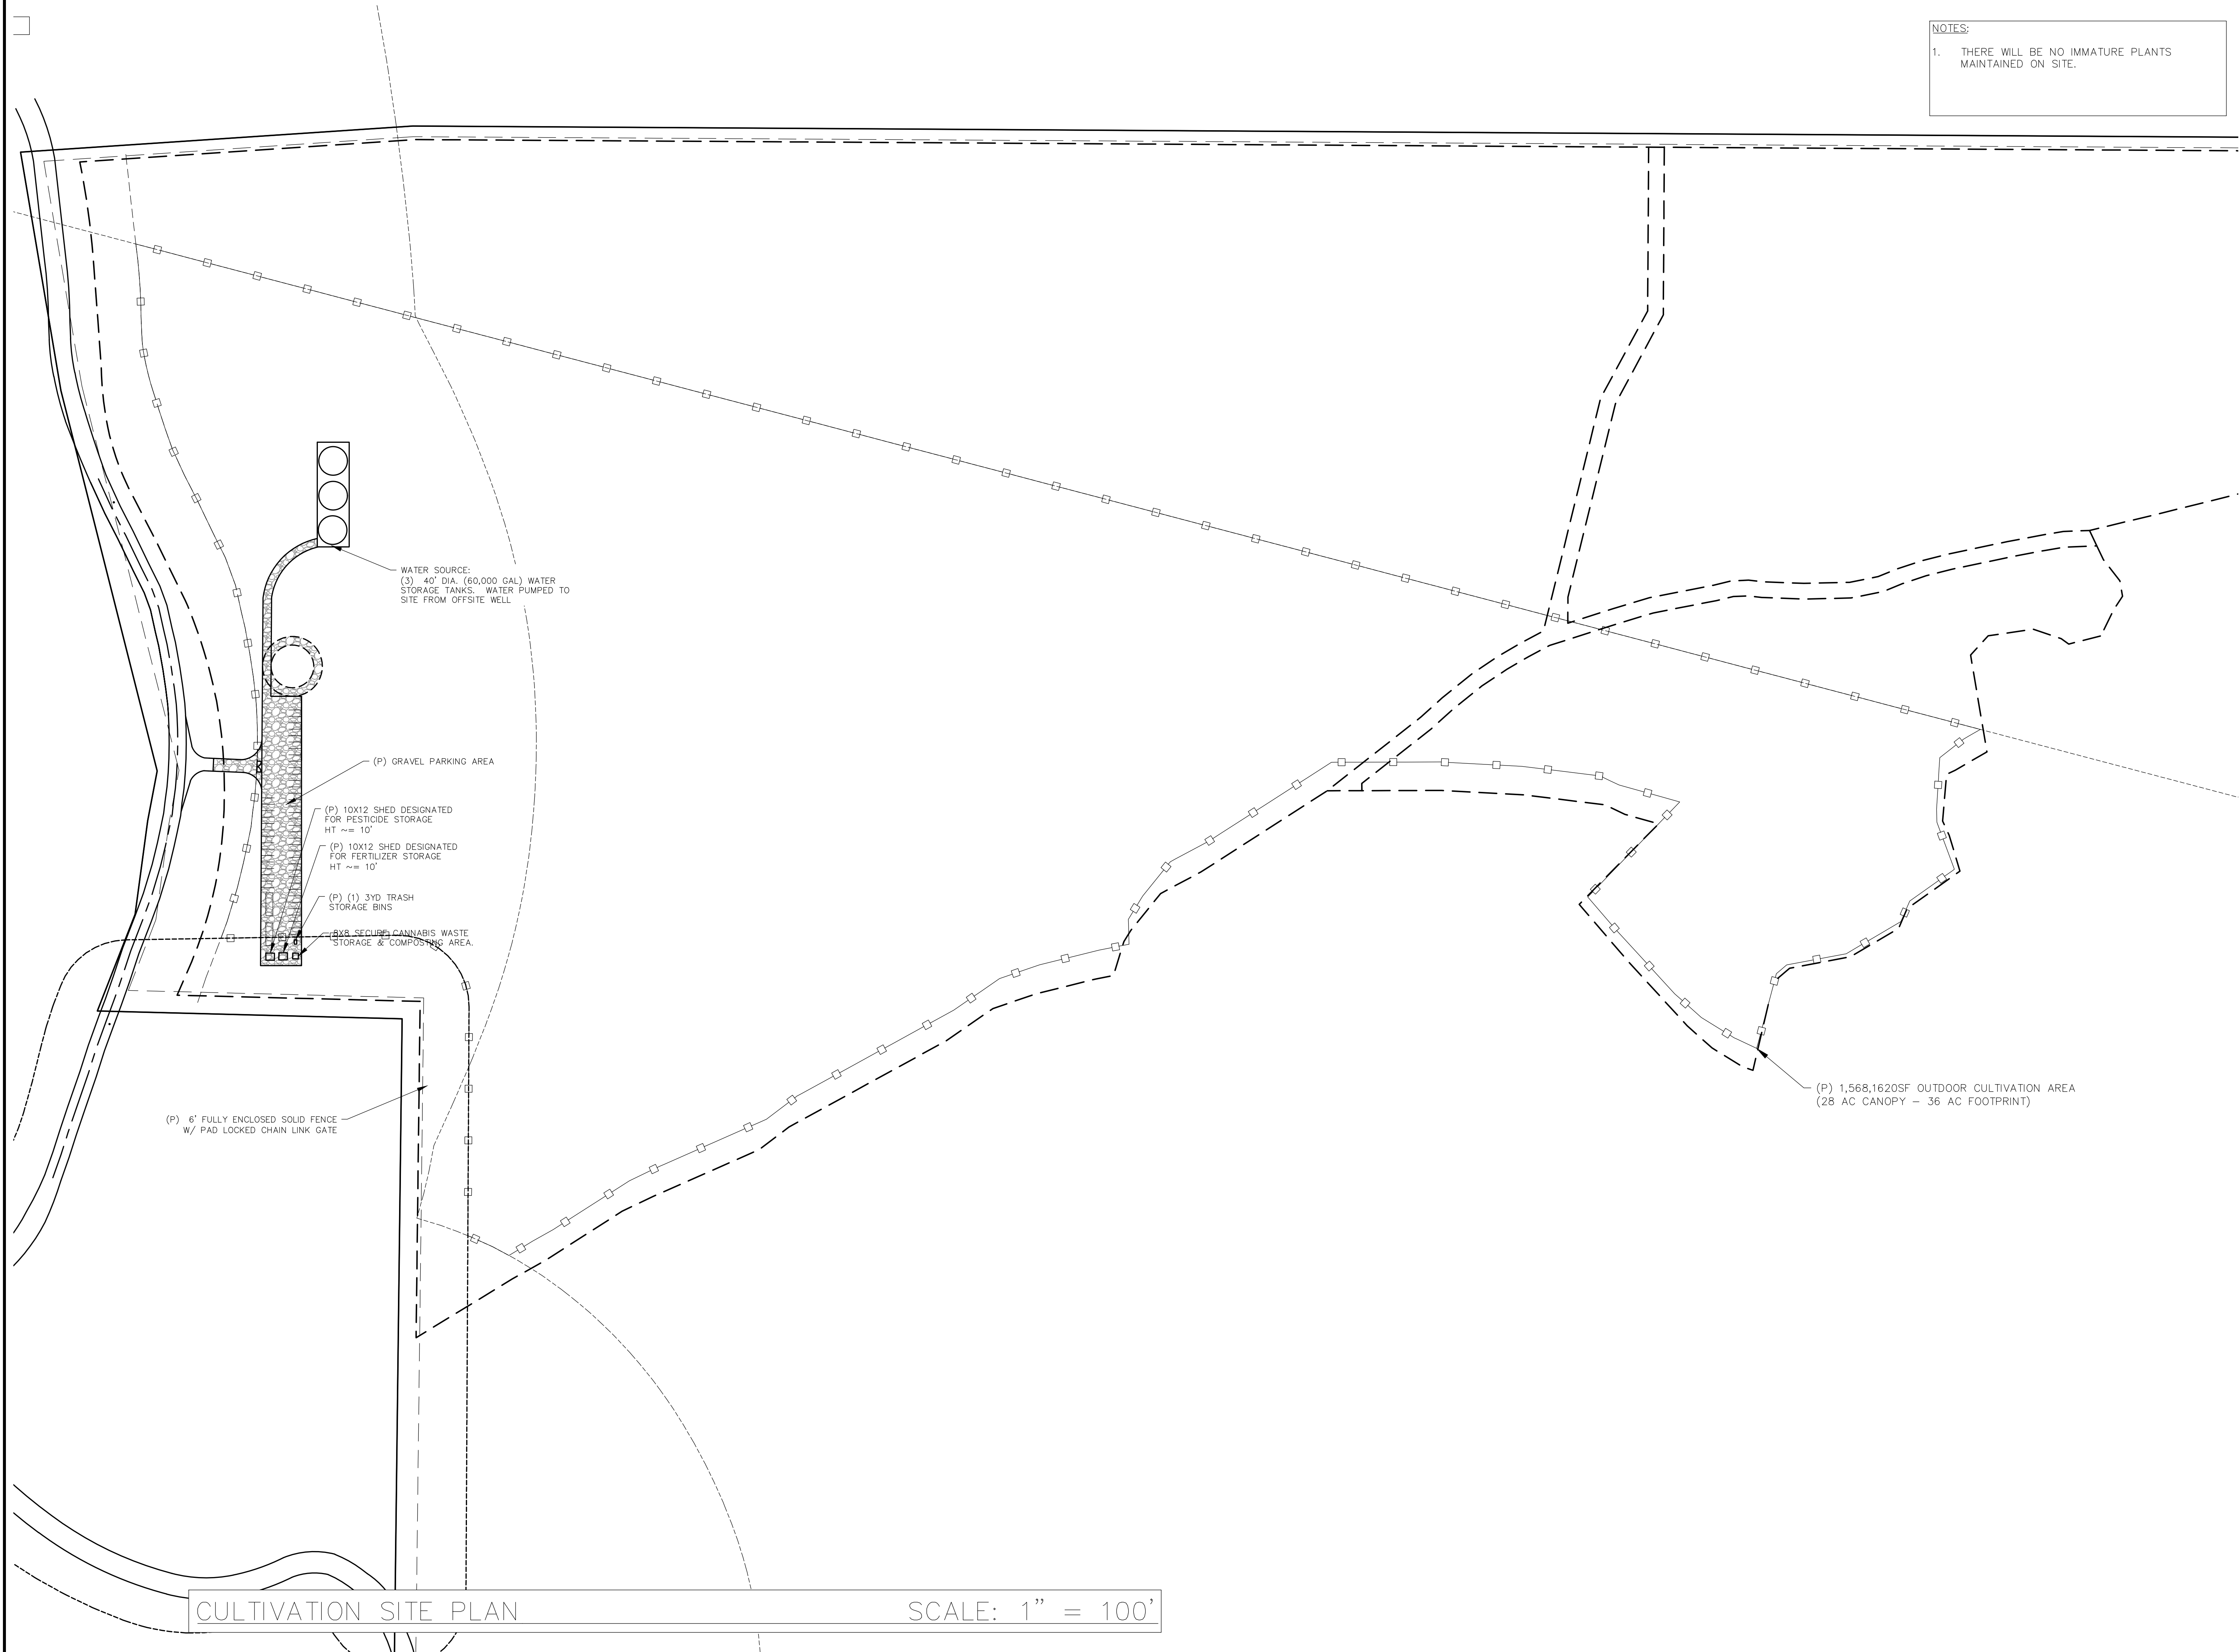 NOTES:
1. THERE WILL BE NO IMMATURE PLANTS
MAINTAINED ON SITE.
WATER SOURCE:
(3) 40' DIA. (60,000 GAL) WATER
STORAGE TANKS. WATER PUMPED TO
SITE FROM OFFSITE WELL
(P) GRAVEL PARKING AREA
(P) 10X12 SHED DESIGNATED
FOR PESTICIDE STORAGE
HT ~= 10'
(P) 10X12 SHED DESIGNATED
FOR FERTILIZER STORAGE
HT ~= 10'
(P) (1) 3YD TRASH
STORAGE BINS
8X8 SECURE CANNABIS WASTE
STORAGE & COMPOSTING AREA.
(P) 6' FULLY ENCLOSED SOLID FENCE
W/ PAD LOCKED CHAIN LINK GATE
(P) 1,568,1620SF OUTDOOR CULTIVATION AREA
(28 AC CANOPY – 36 AC FOOTPRINT)
CULTIVATION SITE PLAN SCALE: 1" = 100'